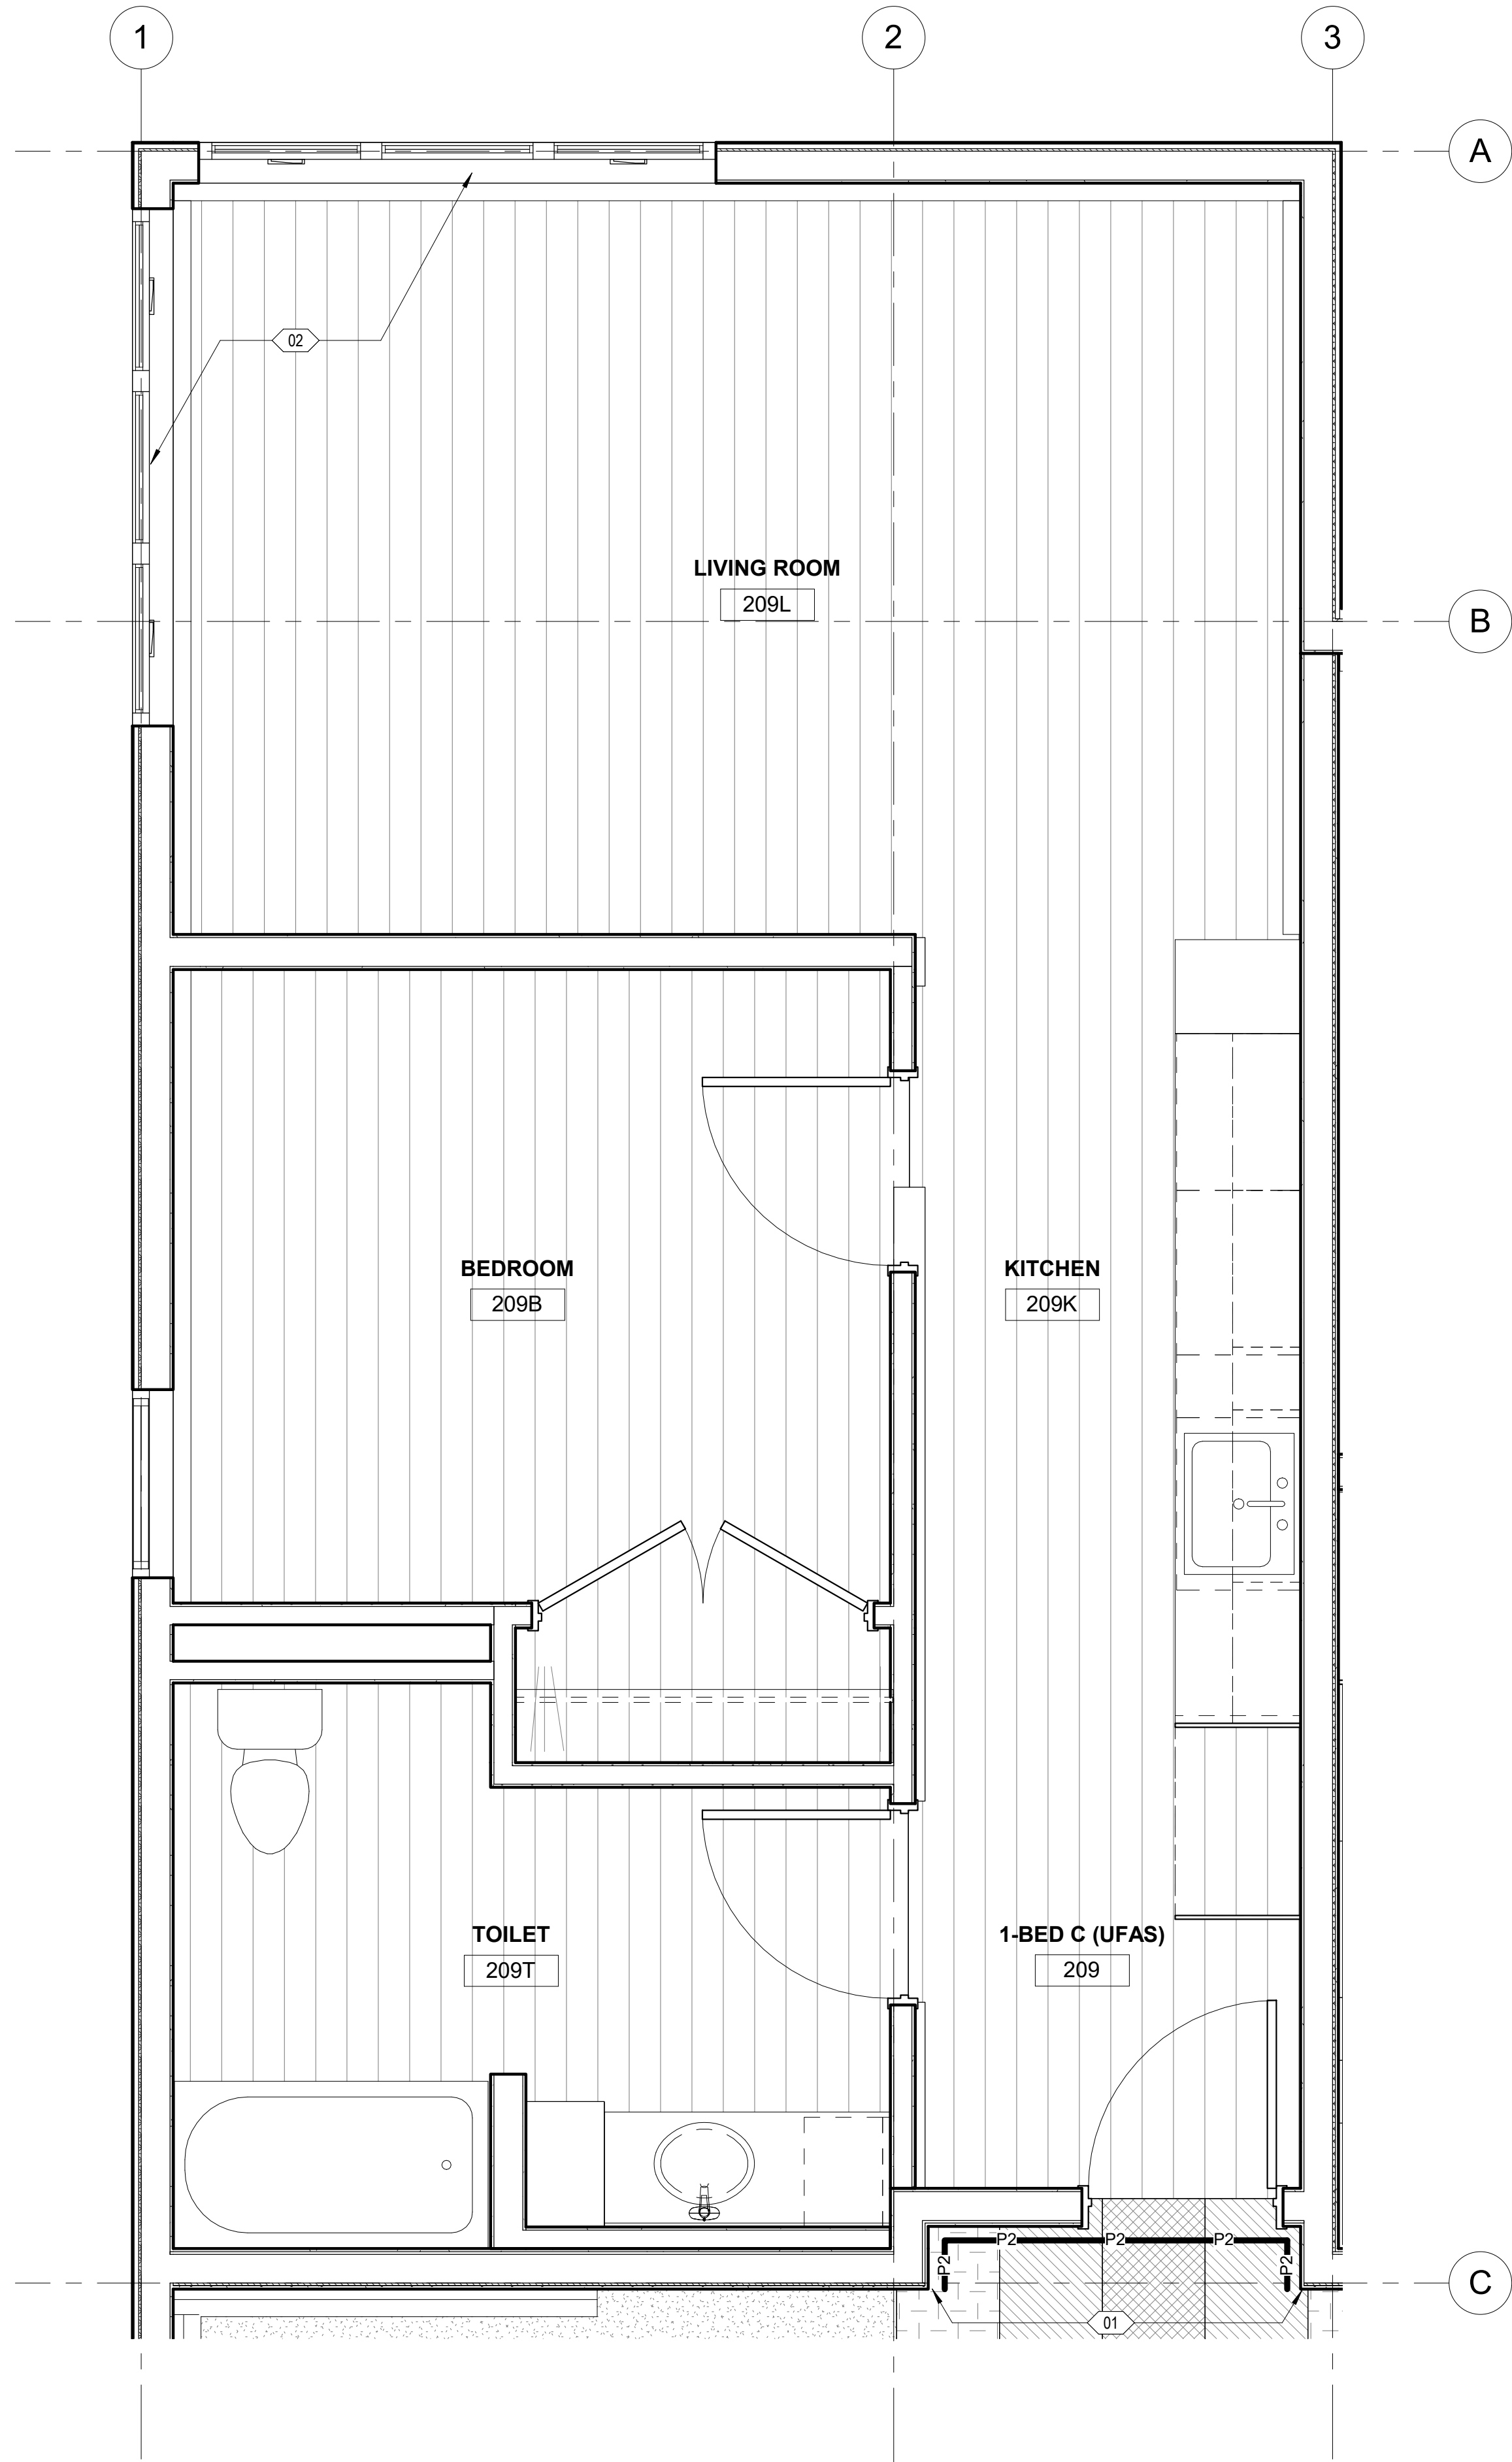 1
2
3
A
02
LIVING ROOM
209L
B
BEDROOM
209B
KITCHEN
209K
TOILET
209T
1-BED C (UFAS)
209
P2
P2
P2
P2
P2
C
01